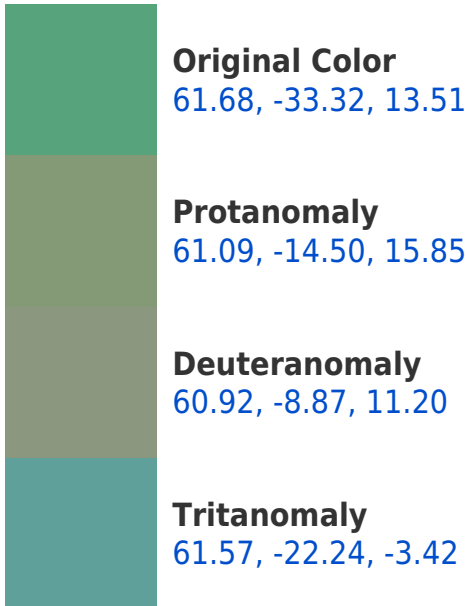 Original Color
61.68, -33.32, 13.51
Protanomaly
61.09, -14.50, 15.85
Deuteranomaly
60.92, -8.87, 11.20
Tritanomaly
61.57, -22.24, -3.42